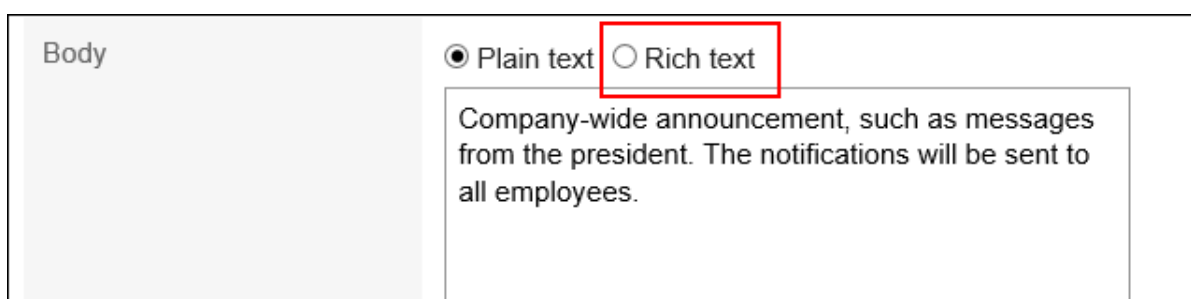 Body
Plain text Rich text
Company-wide announcement, such as messages
from the president. The notifications will be sent to
all employees.